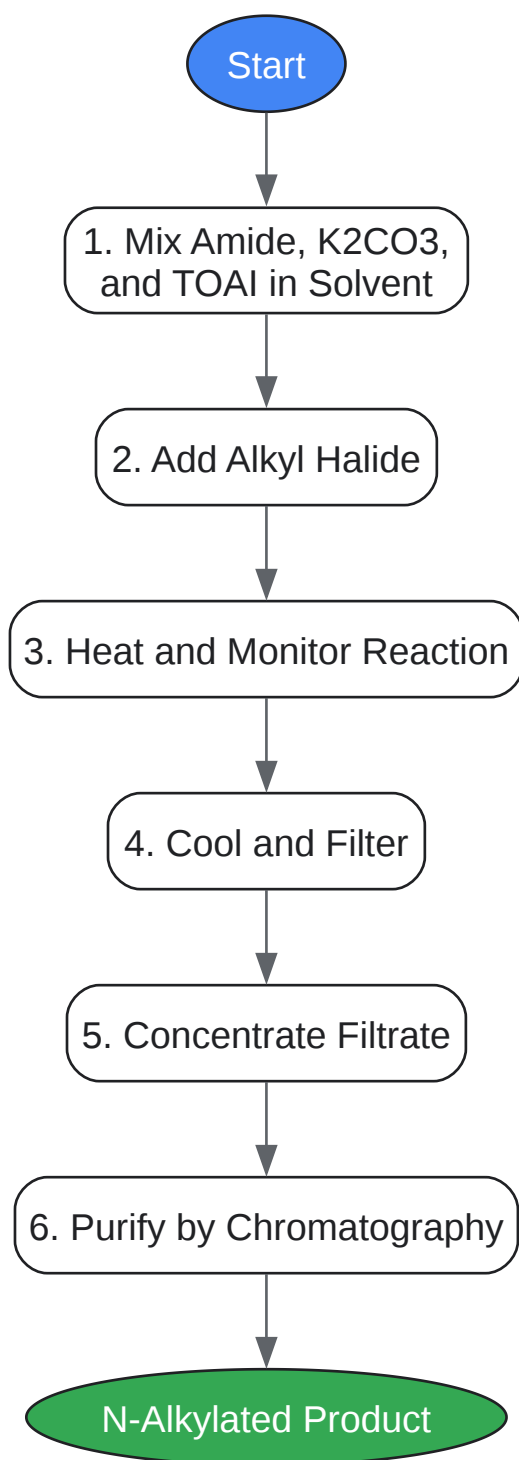 Start
1. Mix Amide, K2CO3,
and TOAI in Solvent
2. Add Alkyl Halide
3. Heat and Monitor Reaction
4. Cool and Filter
5. Concentrate Filtrate
6. Purify by Chromatography
N-Alkylated Product